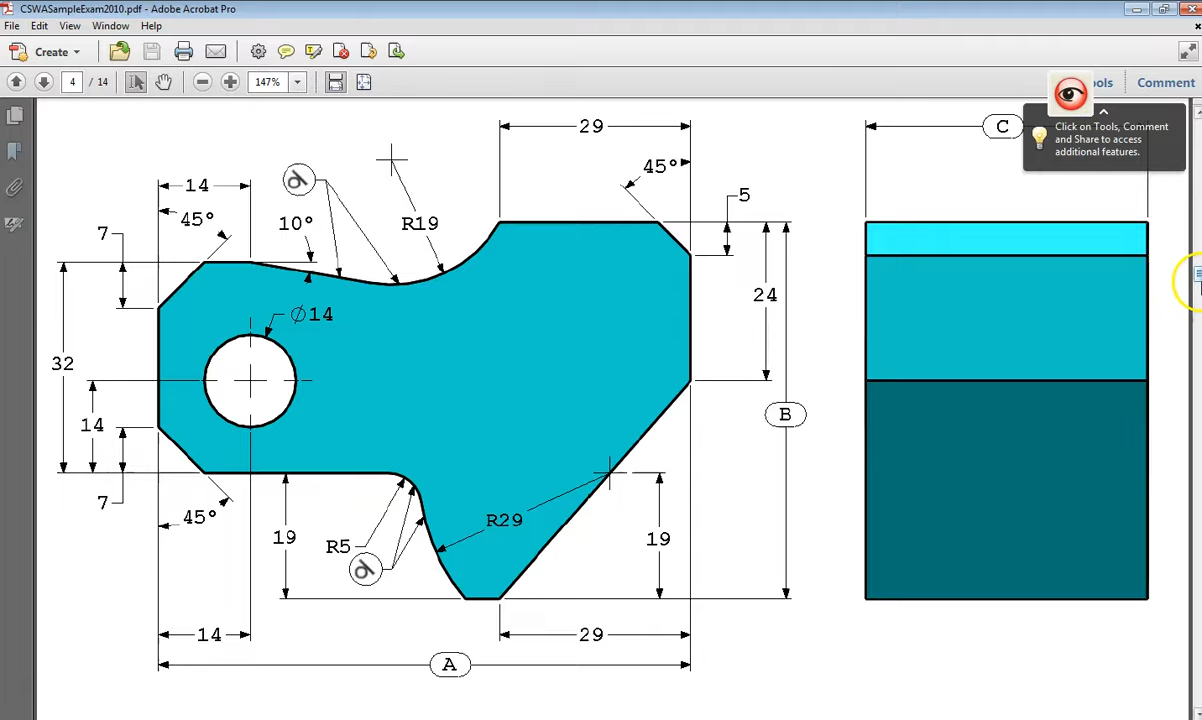 CSWASampleExam2010.pdf - Adobe Acrobat Pro
File Edit View Window Help
Create
4 / 14 147% Tools Comment
Click on Tools, Comment
and Share to access
additional features.
29
C
45°
14
5
45°
10°
R19
7
Ø14
24
32
B
14
7
45°
R29
19
R5
19
14
29
A